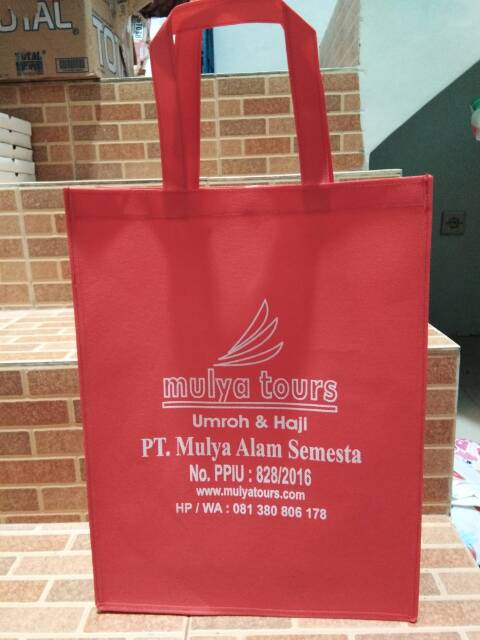 TOTAL
mulya tours
Umroh & Haji
PT. Mulya Alam Semesta
No. PPIU : 828/2016
www.mulyatours.com
HP / WA : 081 380 806 178